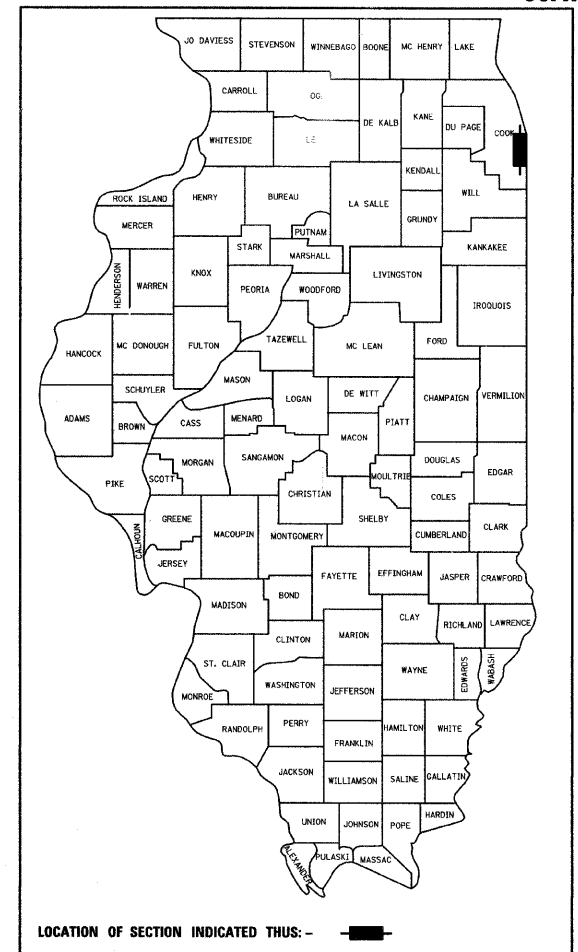 JO DAVIESS STEVENSON WINNEBAGO BOONE MC HENRY LAKE
CARROLL OG
DE KALB KANE DU PAGE COOK
WHITESIDE LE
KENDALL WILL
ROCK ISLAND HENRY BUREAU LA SALLE GRUNDY
MERCER PUTNAM
STARK MARSHALL KANKAKEE
HENDERSON WARREN KNOX PEORIA WOODFORD LIVINGSTON IROQUOIS
FORD
HANCOCK MC DONOUGH FULTON TAZEWELL MC LEAN
SCHUYLER MASON LOGAN DE WITT CHAMPAIGN VERMILION
ADAMS BROWN CASS MENARD MACON PIATT
MORGAN SANGAMON DOUGLAS EDGAR
PIKE SCOTT CHRISTIAN MOULTRIE COLES
GREENE MACOUPIN MONTGOMERY SHELBY CUMBERLAND CLARK
CALHOUN JERSEY FAYETTE EFFINGHAM JASPER CRAWFORD
MADISON BOND
CLINTON MARION CLAY RICHLAND LAWRENCE
ST. CLAIR WAYNE EDWARDS WABASH
MONROE WASHINGTON JEFFERSON
RANDOLPH PERRY HAMILTON WHITE
FRANKLIN
JACKSON WILLIAMSON SALINE GALLATIN
UNION JOHNSON POPE HARDIN
ALEXANDER PULASKI MASSAC
LOCATION OF SECTION INDICATED THUS:-